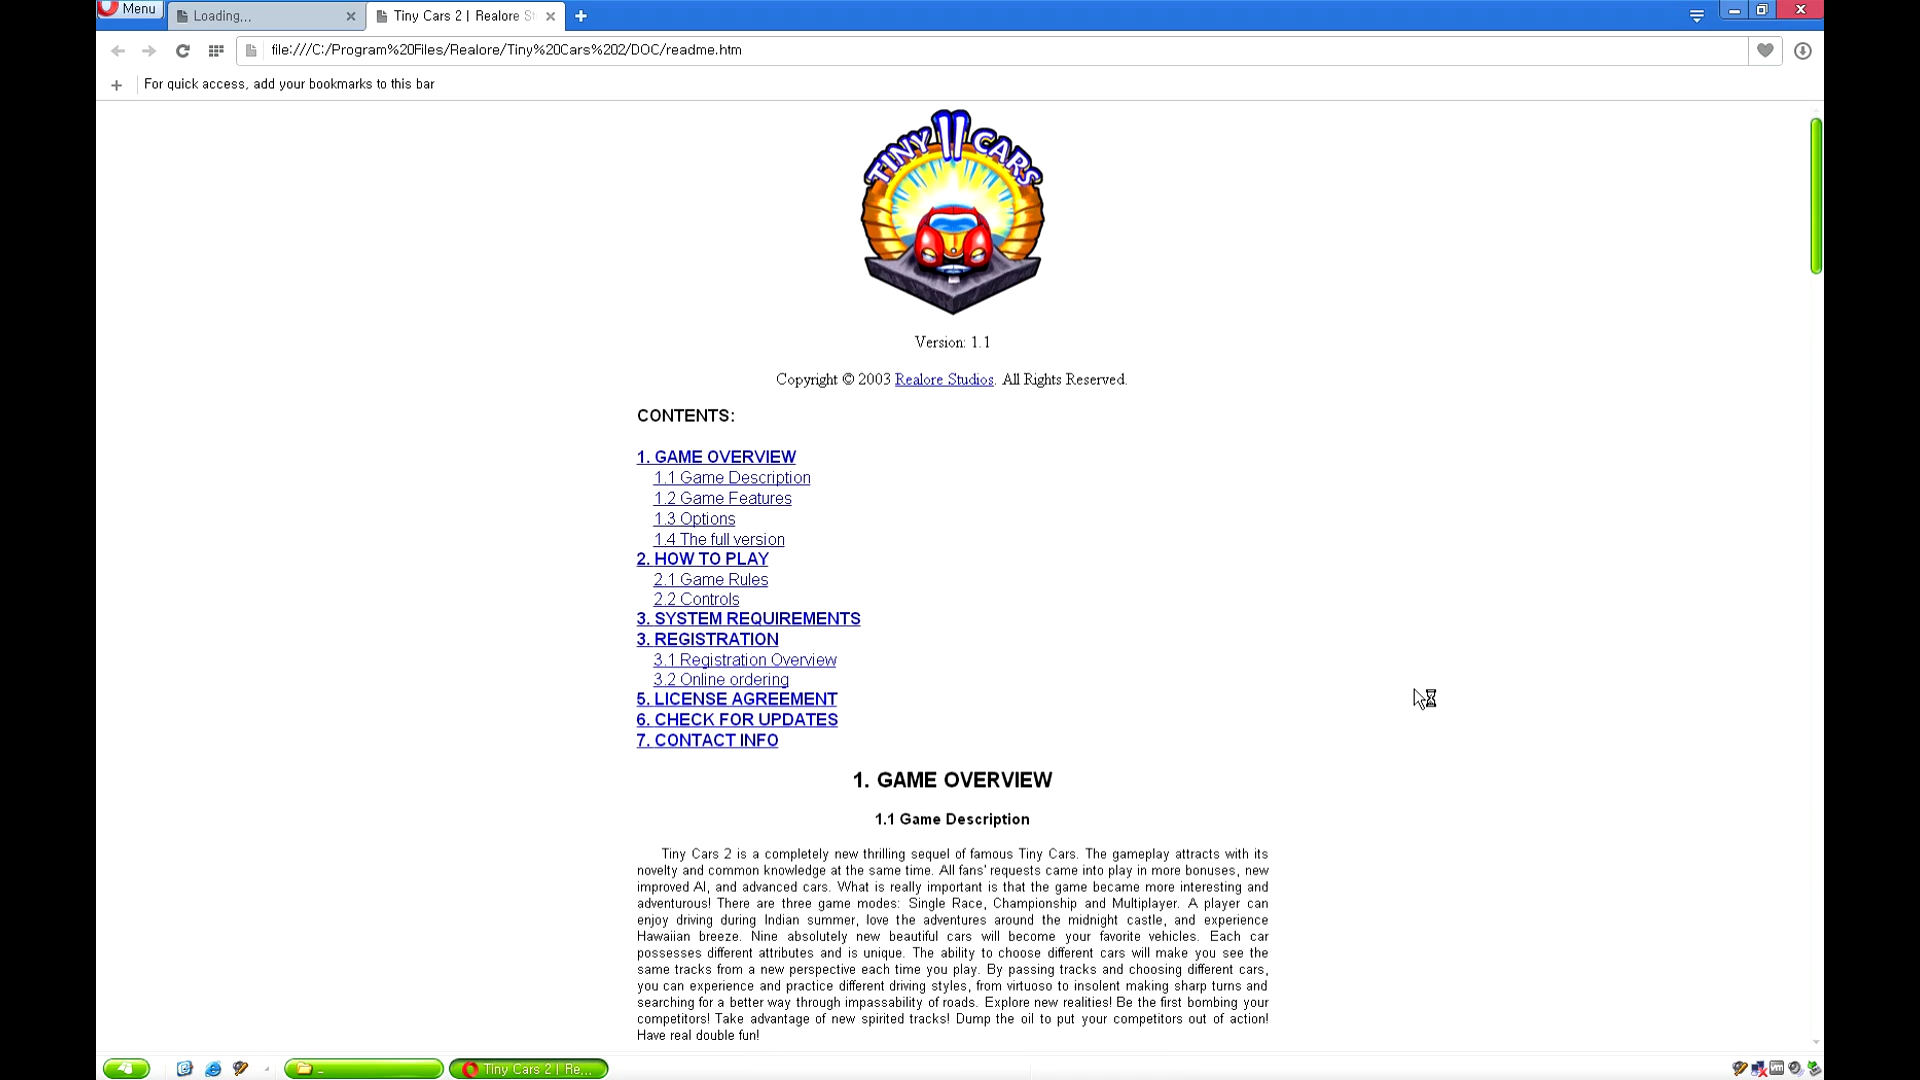 Menu
Loading...
Tiny Cars 2 | Realore St
file:///C:/Program%20Files/Realore/Tiny%20Cars%202/DOC/readme.htm
For quick access, add your bookmarks to this bar
TINY II CARS
Version: 1.1
Copyright © 2003 Realore Studios. All Rights Reserved.
CONTENTS:
1. GAME OVERVIEW
1.1 Game Description
1.2 Game Features
1.3 Options
1.4 The full version
2. HOW TO PLAY
2.1 Game Rules
2.2 Controls
3. SYSTEM REQUIREMENTS
3. REGISTRATION
3.1 Registration Overview
3.2 Online ordering
5. LICENSE AGREEMENT
6. CHECK FOR UPDATES
7. CONTACT INFO
1. GAME OVERVIEW
1.1 Game Description
Tiny Cars 2 is a completely new thrilling sequel of famous Tiny Cars. The gameplay attracts with its
novelty and common knowledge at the same time. All fans' requests came into play in more bonuses, new
improved AI, and advanced cars. What is really important is that the game became more interesting and
adventurous! There are three game modes: Single Race, Championship and Multiplayer. A player can
enjoy driving during Indian summer, love the adventures around the midnight castle, and experience
Hawaiian breeze. Nine absolutely new beautiful cars will become your favorite vehicles. Each car
possesses different attributes and is unique. The ability to choose different cars will make you see the
same tracks from a new perspective each time you play. By passing tracks and choosing different cars,
you can experience and practice different driving styles, from virtuoso to insolent making sharp turns and
searching for a better way through impassability of roads. Explore new realities! Be the first bombing your
competitors! Take advantage of new spirited tracks! Dump the oil to put your competitors out of action!
Have real double fun!
_
Tiny Cars 2 | Re...
vm